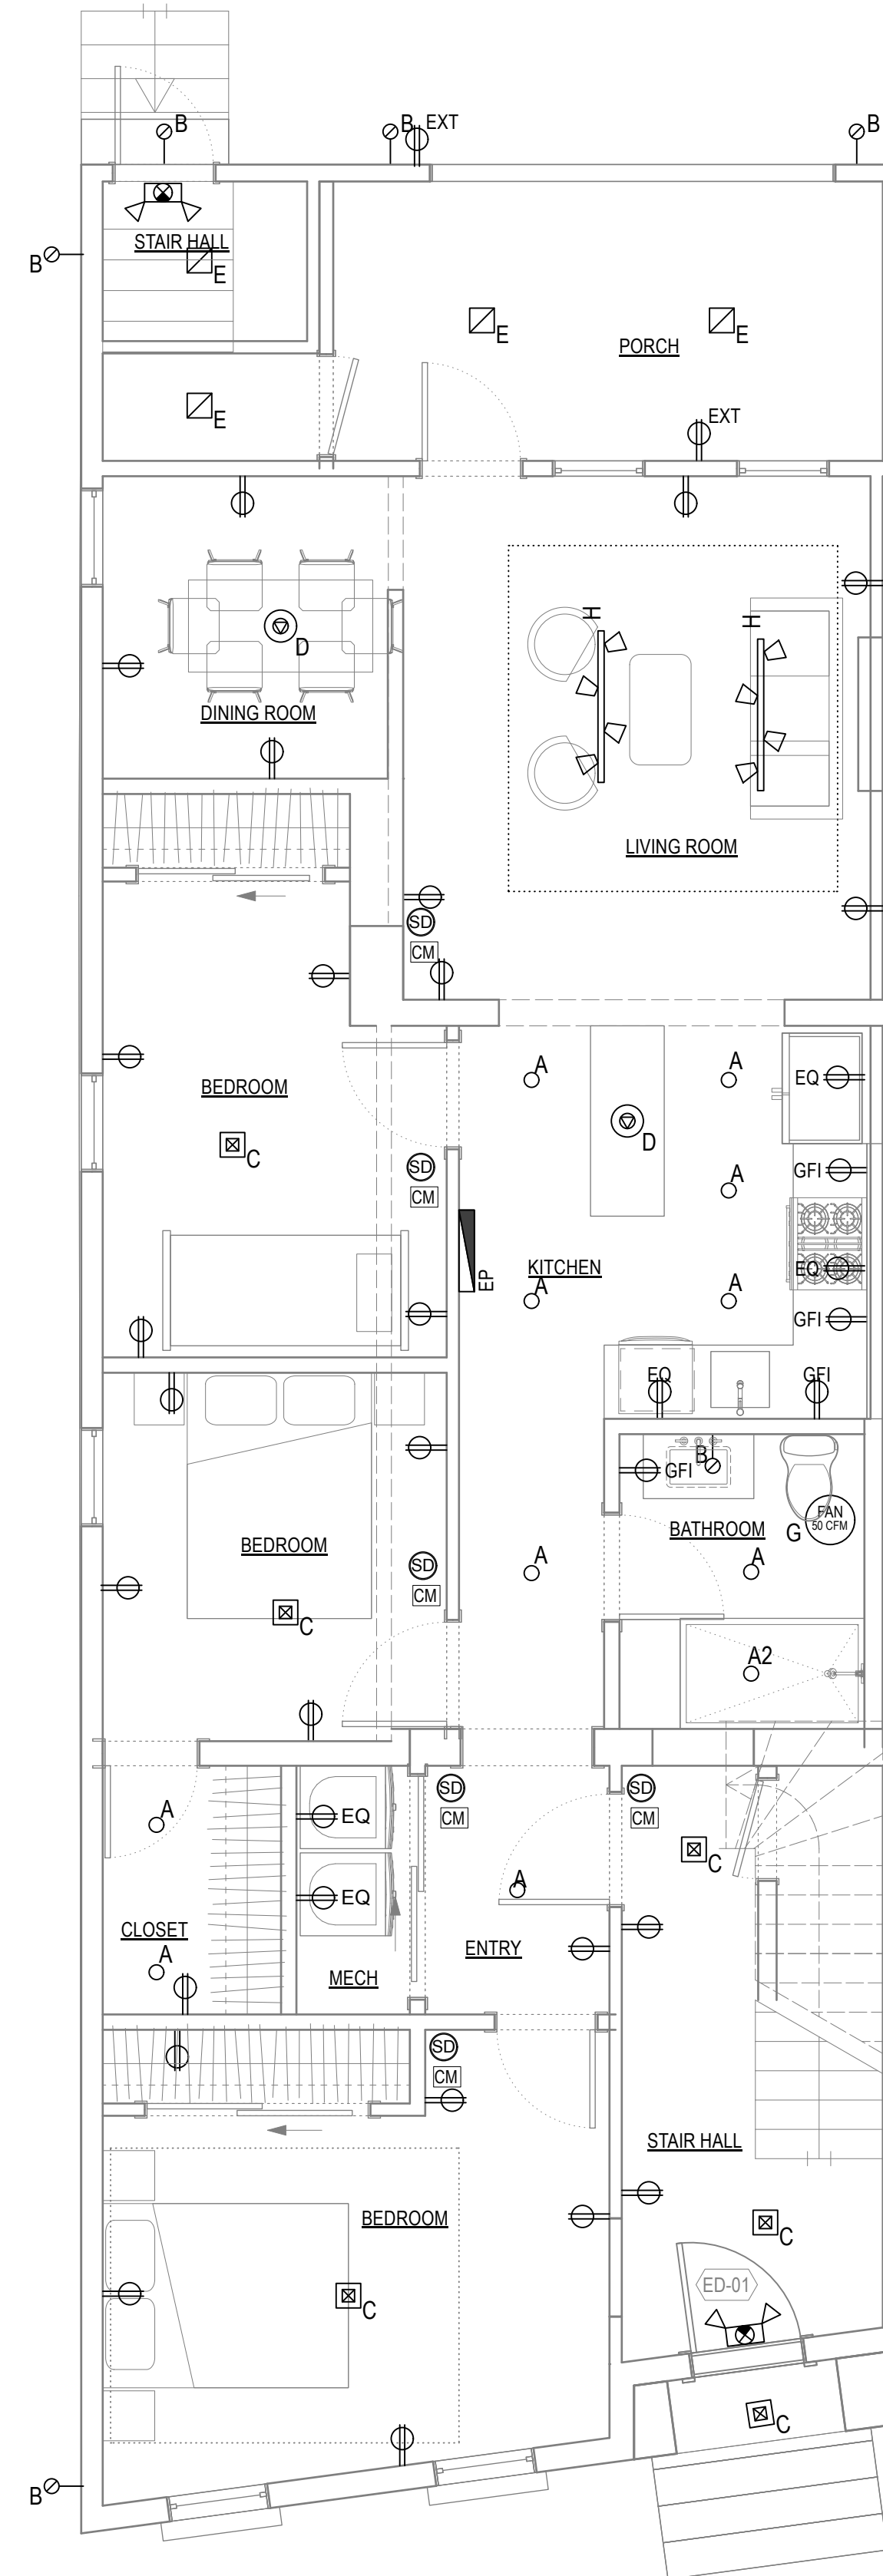 B
B
EXT
B
STAIR HALL
B
E
E
PORCH
E
E
EXT
H
H
D
DINING ROOM
LIVING ROOM
SD
CM
A
A
EQ
BEDROOM
D
C
SD
GFI
CM
A
KITCHEN
EQ
EP
A
A
GFI
EQ
GFI
B
GFI
FAN
50 CFM
G
BATHROOM
BEDROOM
A
A
SD
CM
C
A2
SD
SD
A
EQ
CM
CM
C
A
EQ
CLOSET
ENTRY
A
MECH
SD
CM
STAIR HALL
BEDROOM
C
ED-01
C
C
B